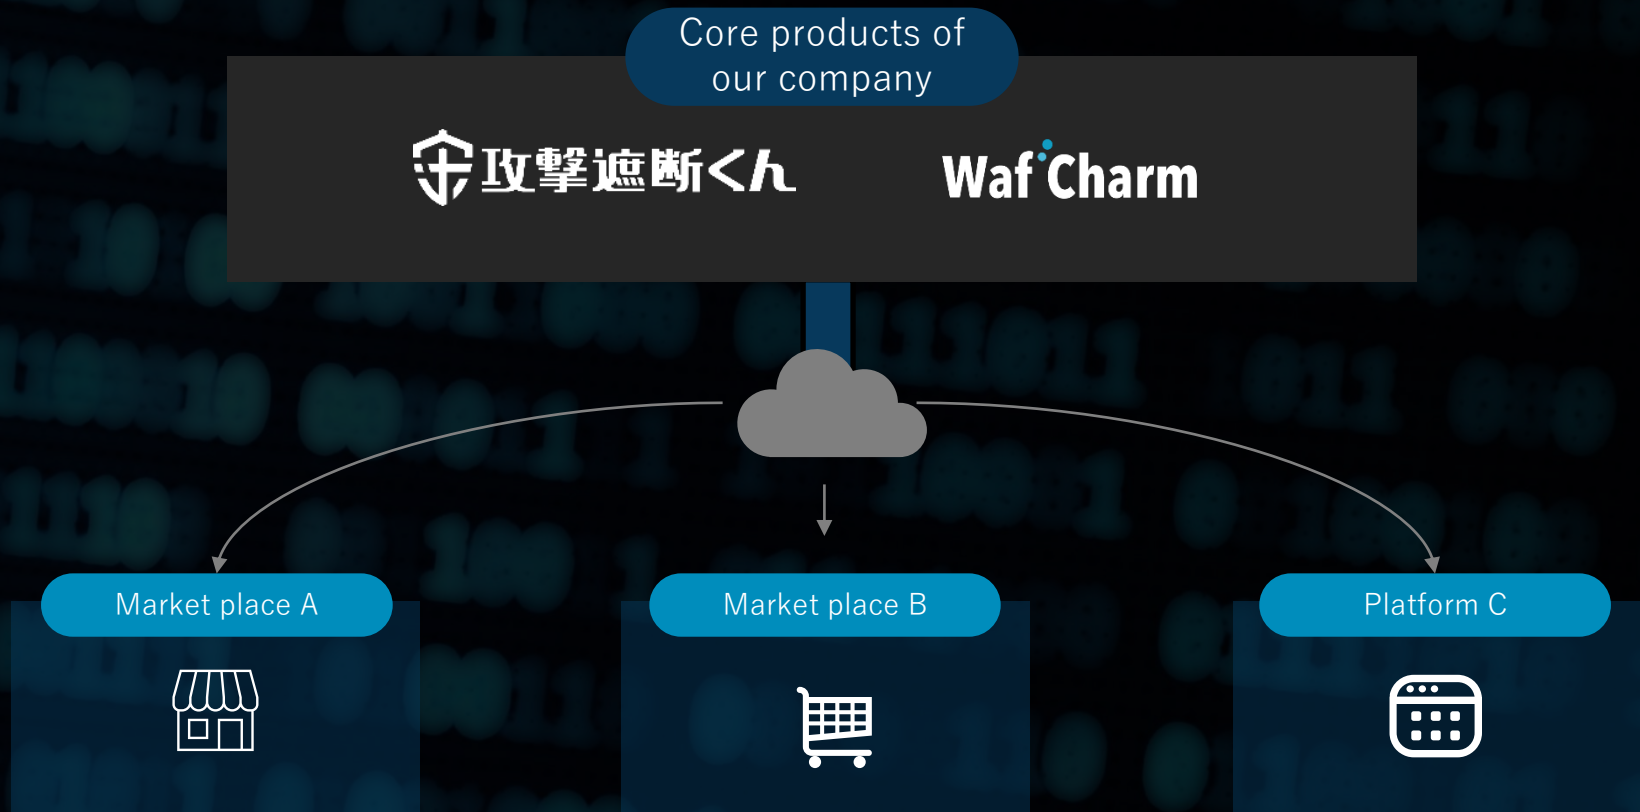 Core products of
our company
攻撃遮断くん
WafCharm
Market place A
Market place B
Platform C